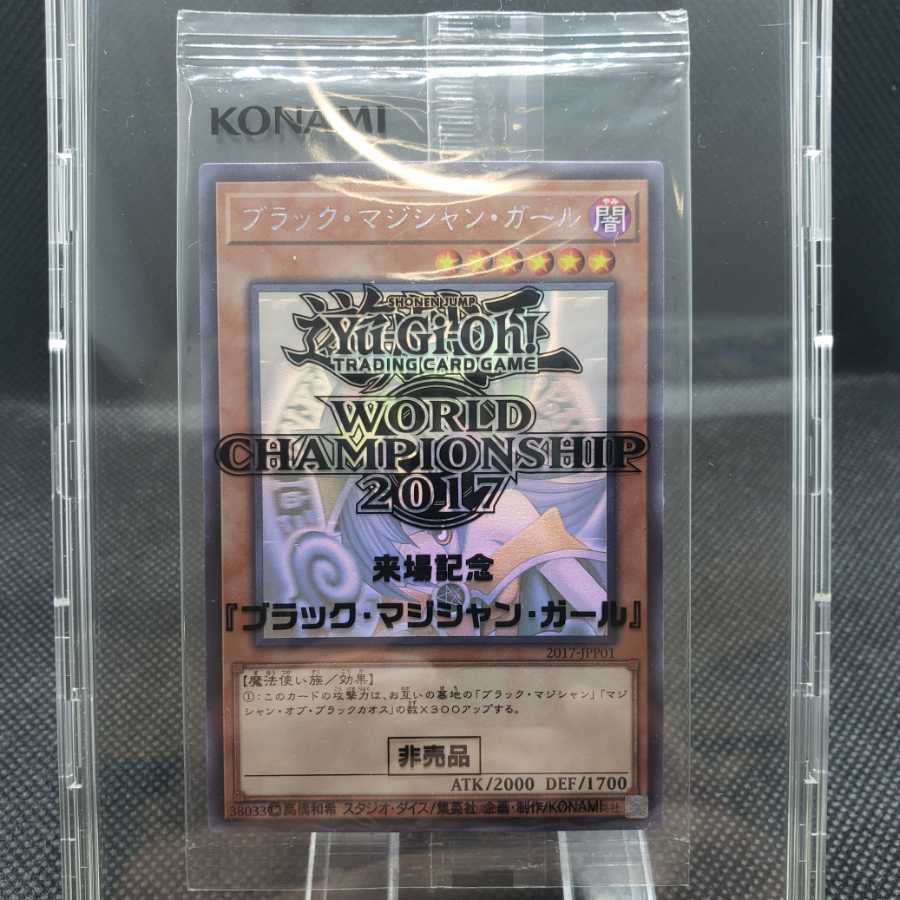 KONAMI
ブラック・マジシャン・ガール 闇
やみ
SHONEN JUMP
Yu-Gi-Oh!
TRADING CARD GAME
WORLD
CHAMPIONSHIP
2017
来場記念
『ブラック・マジシャン・ガール』
2017-JPP01
【魔法使い族/効果】
①:このカードの攻撃力は、お互いの墓地の「ブラック・マジシャン」「マジ
シャン・オブ・ブラックカオス」の数×300アップする。
非売品
ATK/2000 DEF/1700
38033 ©高橋和希 スタジオ・ダイス/集英社 企画・制作/KONAMI